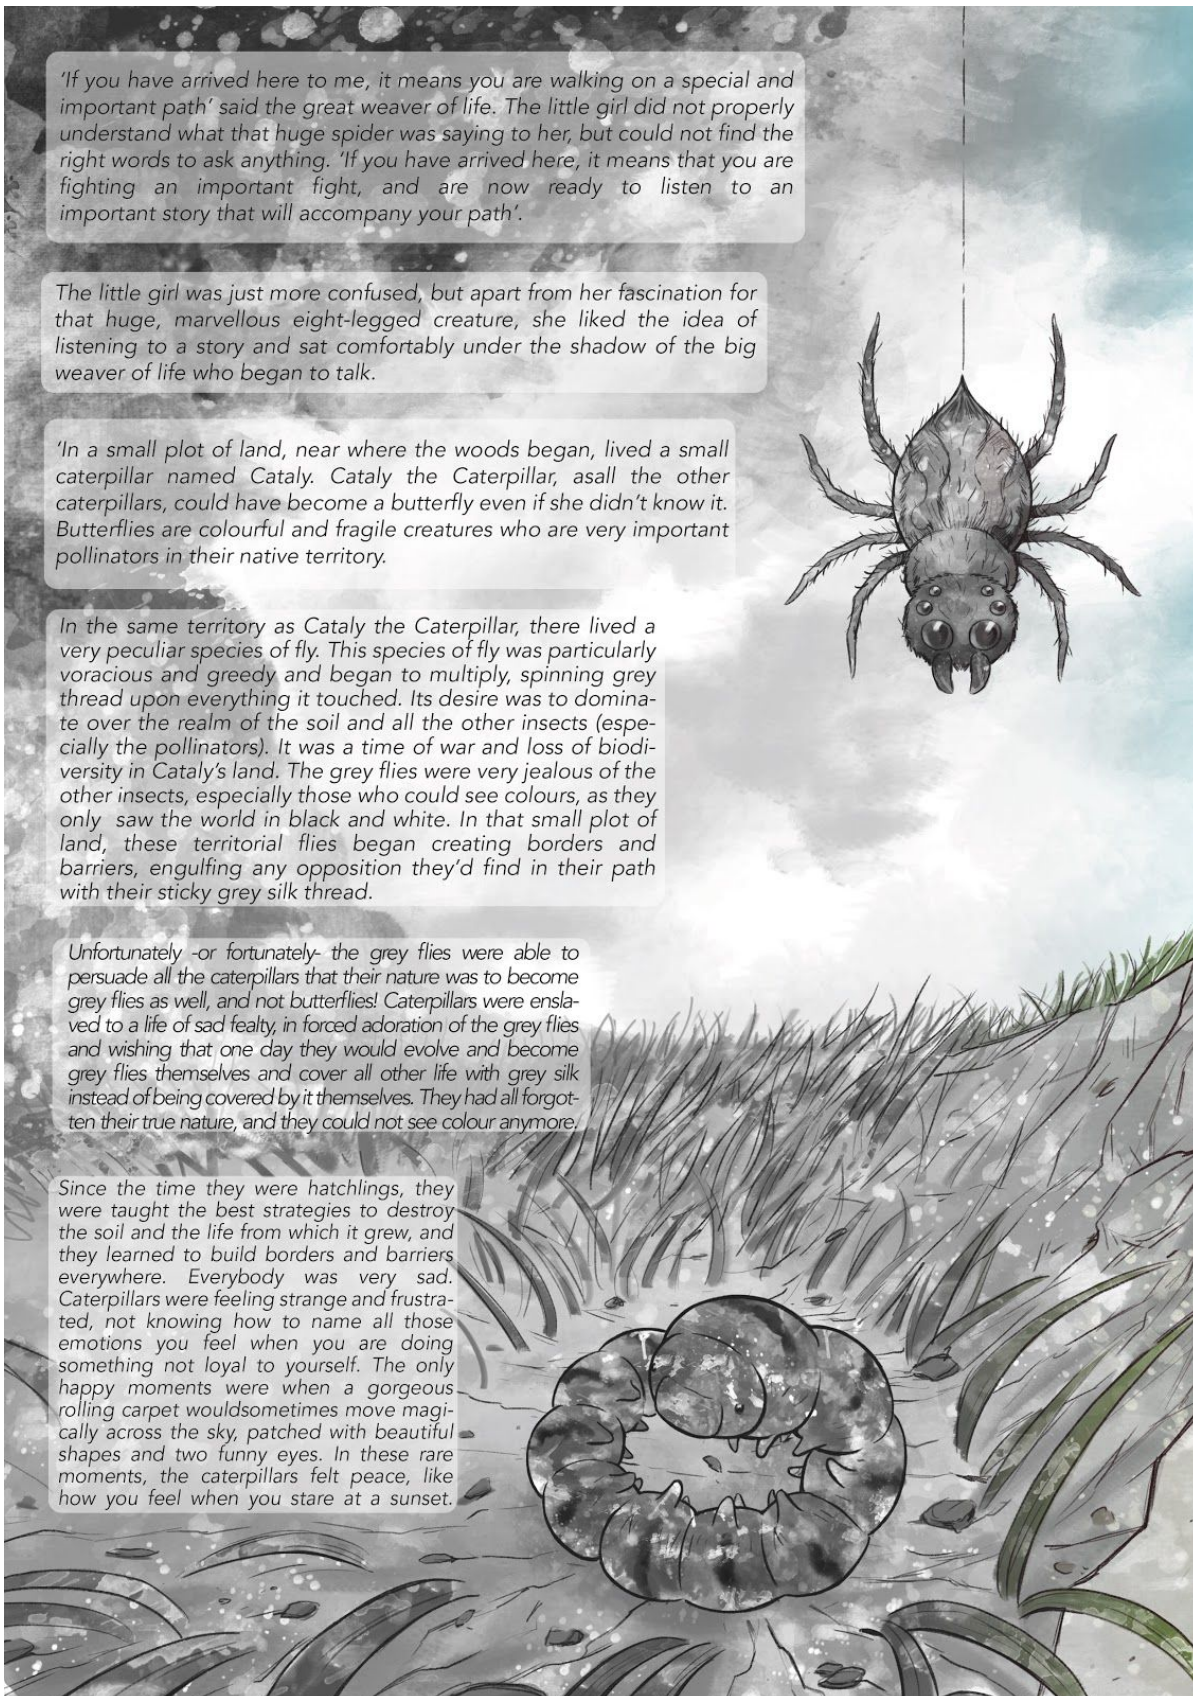 ‘If you have arrived here to me, it means you are walking on a special and
important path’ said the great weaver of life. The little girl did not properly
understand what that huge spider was saying to her, but could not find the
right words to ask anything. ‘If you have arrived here, it means that you are
fighting an important fight, and are now ready to listen to an
important story that will accompany your path’.
The little girl was just more confused, but apart from her fascination for
that huge, marvellous eight-legged creature, she liked the idea of
listening to a story and sat comfortably under the shadow of the big
weaver of life who began to talk.
‘In a small plot of land, near where the woods began, lived a small
caterpillar named Cataly. Cataly the Caterpillar, asall the other
caterpillars, could have become a butterfly even if she didn’t know it.
Butterflies are colourful and fragile creatures who are very important
pollinators in their native territory.
In the same territory as Cataly the Caterpillar, there lived a
very peculiar species of fly. This species of fly was particularly
voracious and greedy and began to multiply, spinning grey
thread upon everything it touched. Its desire was to domina-
te over the realm of the soil and all the other insects (espe-
cially the pollinators). It was a time of war and loss of biodi-
versity in Cataly’s land. The grey flies were very jealous of the
other insects, especially those who could see colours, as they
only saw the world in black and white. In that small plot of
land, these territorial flies began creating borders and
barriers, engulfing any opposition they’d find in their path
with their sticky grey silk thread.
Unfortunately -or fortunately- the grey flies were able to
persuade all the caterpillars that their nature was to become
grey flies as well, and not butterflies! Caterpillars were ensla-
ved to a life of sad fealty, in forced adoration of the grey flies
and wishing that one day they would evolve and become
grey flies themselves and cover all other life with grey silk
instead of being covered by it themselves. They had all forgot-
ten their true nature, and they could not see colour anymore.
Since the time they were hatchlings, they
were taught the best strategies to destroy
the soil and the life from which it grew, and
they learned to build borders and barriers
everywhere. Everybody was very sad.
Caterpillars were feeling strange and frustra-
ted, not knowing how to name all those
emotions you feel when you are doing
something not loyal to yourself. The only
happy moments were when a gorgeous
rolling carpet wouldsometimes move magi-
cally across the sky, patched with beautiful
shapes and two funny eyes. In these rare
moments, the caterpillars felt peace, like
how you feel when you stare at a sunset.